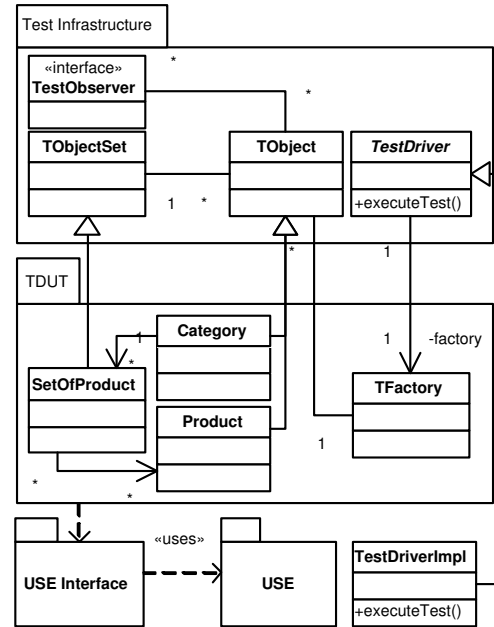 Test Infrastructure
«interface»
TestObserver
*
*
TObjectSet
TObject
TestDriver
1
*
+executeTest()
*
1
TDUT
Category
1
*
1
-factory
SetOfProduct
TFactory
Product
1
*
*
«uses»
USE Interface
USE
TestDriverImpl
+executeTest()